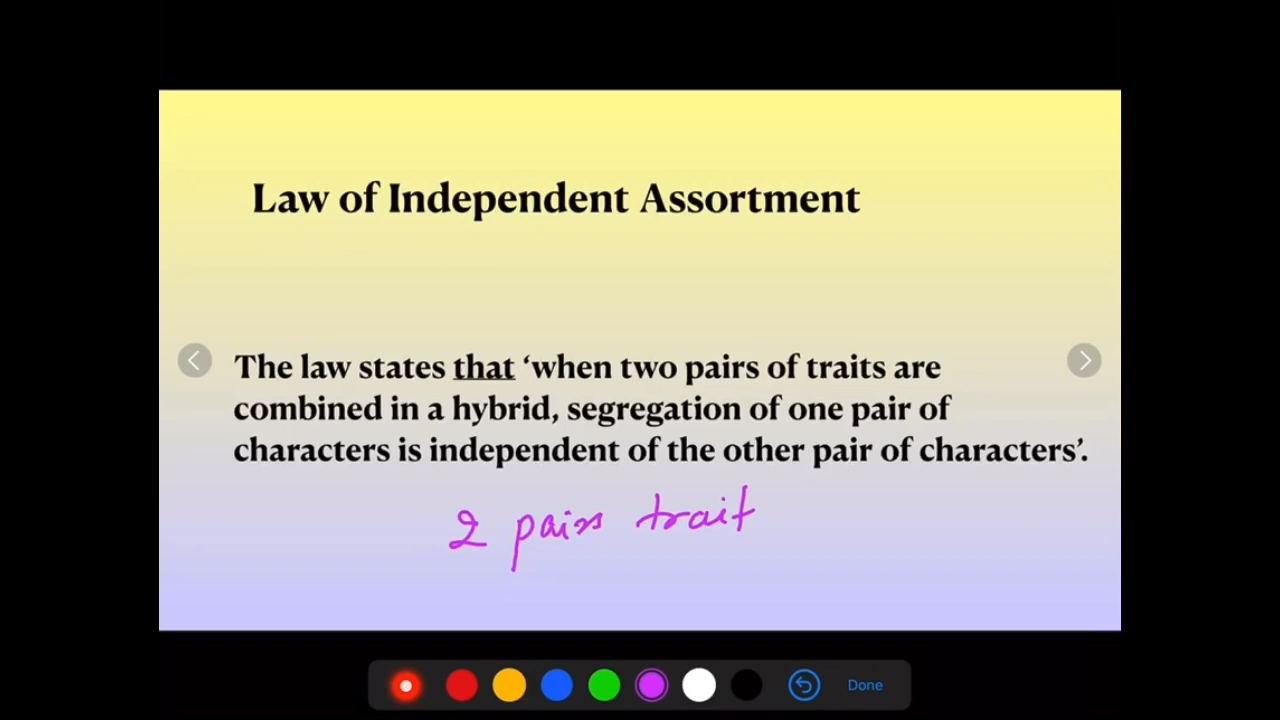 Law of Independent Assortment
The law states that ‘when two pairs of traits are
combined in a hybrid, segregation of one pair of
characters is independent of the other pair of characters’.
2 pairs trait
Done